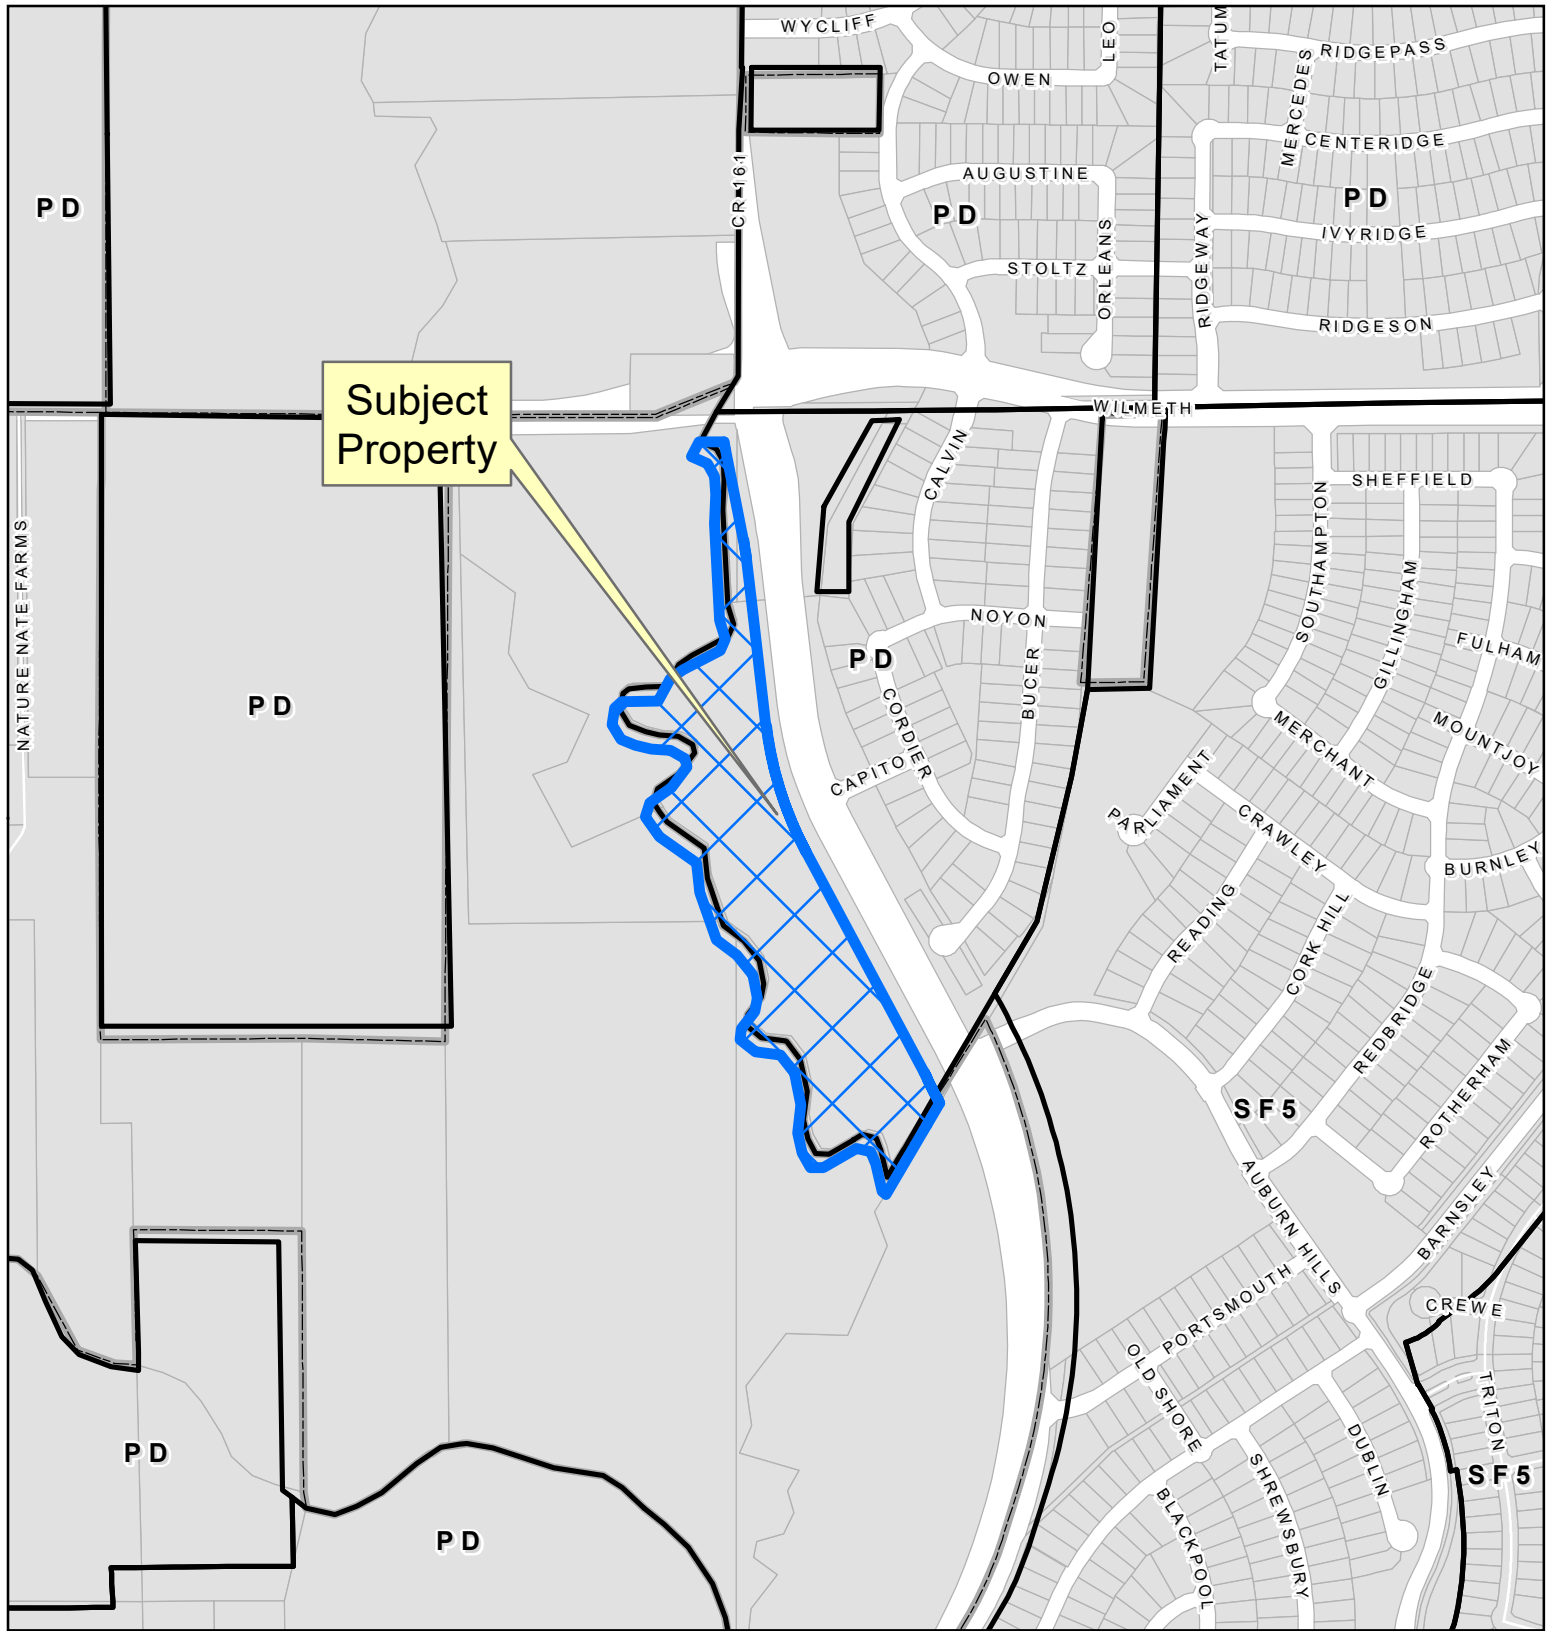 WYCLIFF
LEO
TATUM
RIDGEPASS
OWEN
MERCEDES
CENTERIDGE
CR-161
AUGUSTINE
PD
PD
PD
IVYRIDGE
ORLEANS
RIDGEWAY
STOLTZ
RIDGESON
Subject
Property
WILMETH
CALVIN
SHEFFIELD
SOUTHAMPTON
NATURE NATE FARMS
GILLINGHAM
NOYON
FULHAM
PD
BUCER
PD
CORDIER
MERCHANT
MOUNTJOY
CAPITO
PARLIAMENT
CRAWLEY
BURNLEY
READING
CORK HILL
REDBRIDGE
ROTHERHAM
SF5
AUBURN HILLS
BARNSLEY
PORTSMOUTH
CREWE
OLD SHORE
TRITON
DUBLIN
PD
SHREWSBURY
SF5
BLACKPOOL
PD